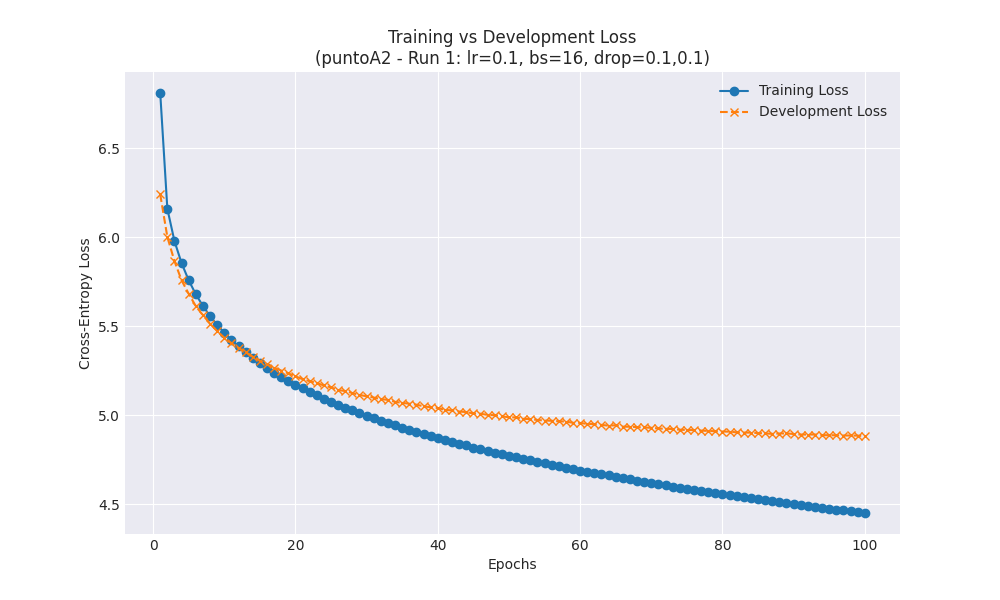 Training vs Development Loss
(puntoA2 - Run 1: lr=0.1, bs=16, drop=0.1,0.1)
Training Loss
Development Loss
6.5
6.0
5.5
5.0
4.5
Cross-Entropy Loss
0 20 40 60 80 100
Epochs